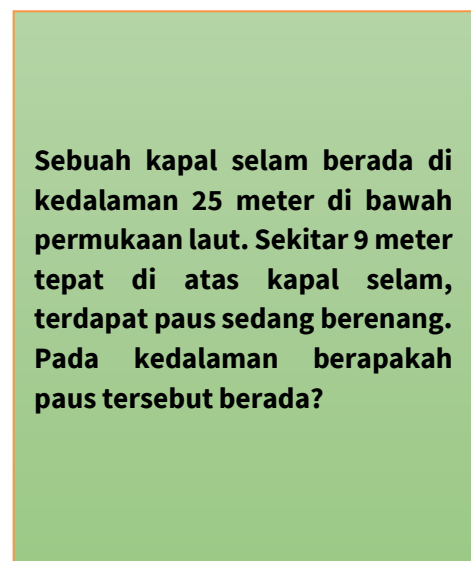 Sebuah kapal selam berada di
kedalaman 25 meter di bawah
permukaan laut. Sekitar 9 meter
tepat di atas kapal selam,
terdapat paus sedang berenang.
Pada kedalaman berapakah
paus tersebut berada?